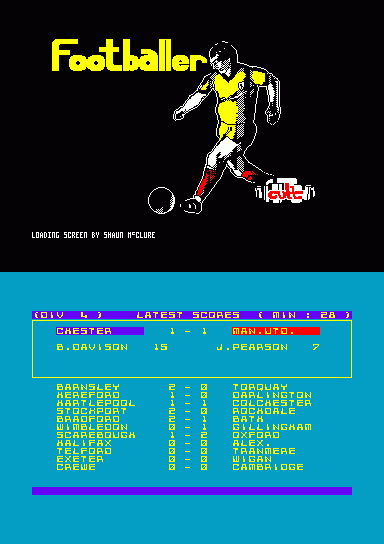 Footballer
cult
LOADING SCREEN BY SHAUN McCLURE
(DIV 4) LATEST SCORES ( MIN : 28 )
CHESTER 1 - 1 MAN.UTD.
B.DAVISON 15 J.PEARSON 7
BARNSLEY 2 - 0 TORQUAY
HEREFORD 1 - 0 DARLINGTON
HARTLEPOOL 1 - 1 COLCHESTER
STOCKPORT 2 - 0 ROCHDALE
BRADFORD 2 - 1 BATH
WIMBLEDON 0 - 1 GILLINGHAM
SCARBOUGH 1 - 2 OXFORD
HALIFAX 0 - 0 ALEX.
TELFORD 0 - 0 TRANMERE
EXETER 0 - 0 WIGAN
CREWE 0 - 0 CAMBRIDGE